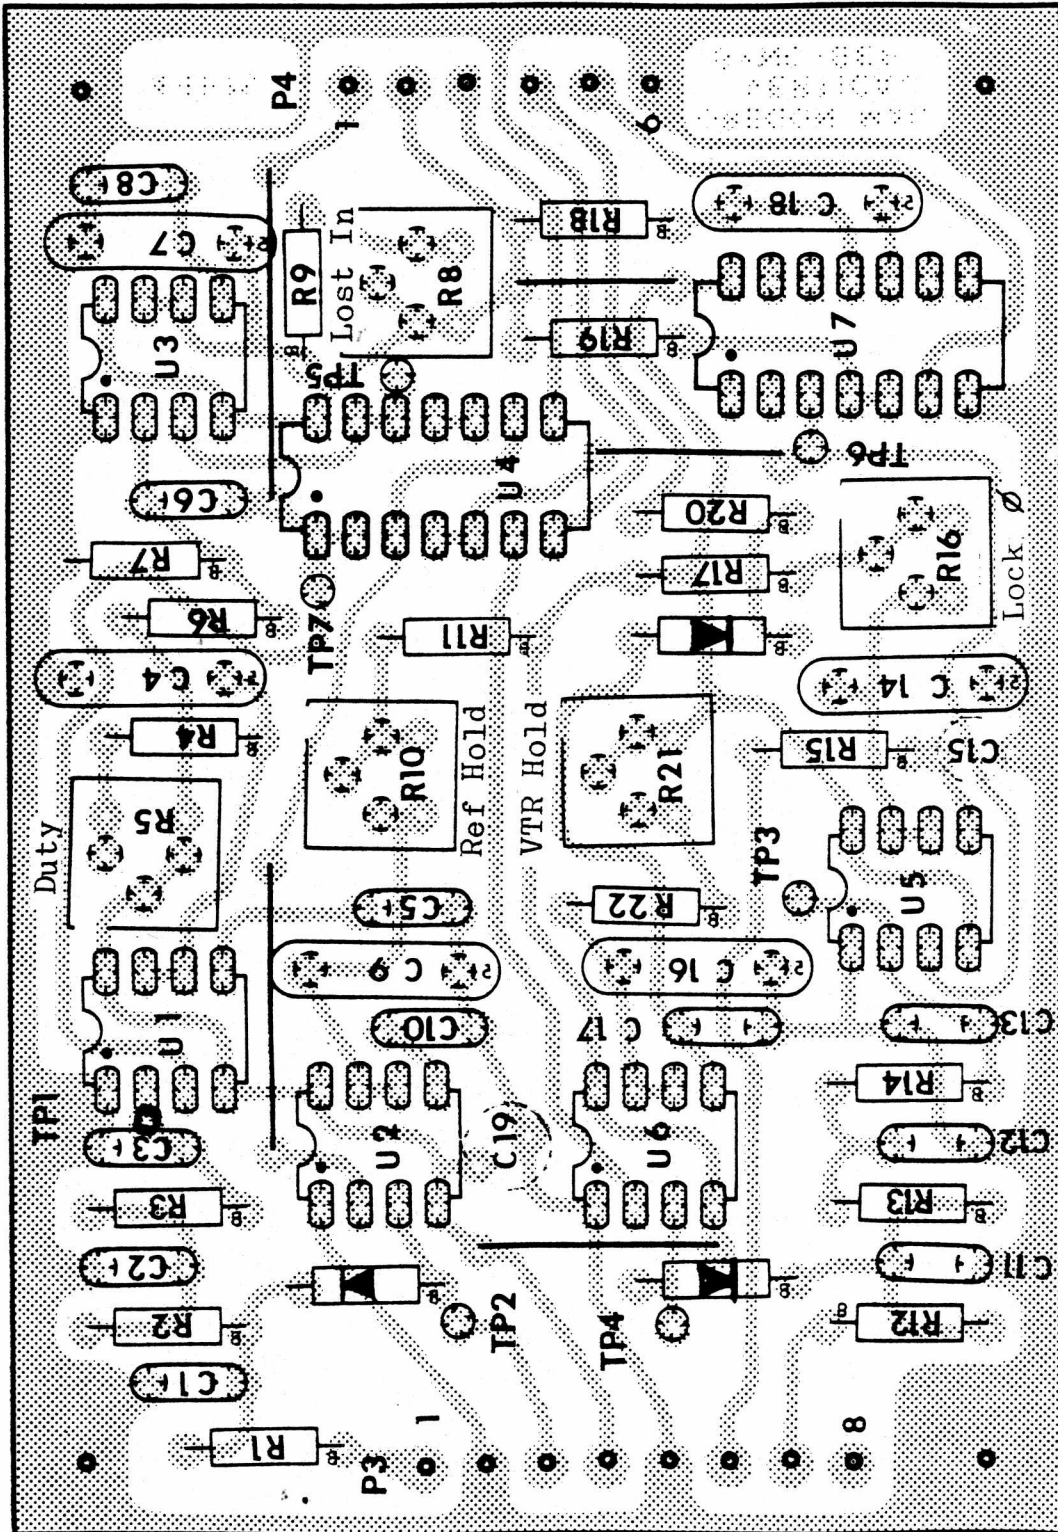 TP1
Duty
C1
R2
C2
R3
C3
U1
R5
R4
C4
R6
R7
C6
U3
C7
C8
R1
P3
1
TP2
U2
C10
C9
C5
R10
Ref Hold
TP7
R11
U4
TP5
R9
Lost In
R8
P4
1
C19
TP4
U6
C 17
C 16
R22
VTR Hold
R21
R17
R20
R19
R18
6
8
R12
C11
R13
C12
R14
C13
U5
TP3
R15
C15
C 14
R16
Lock Ø
TP6
U7
C 18